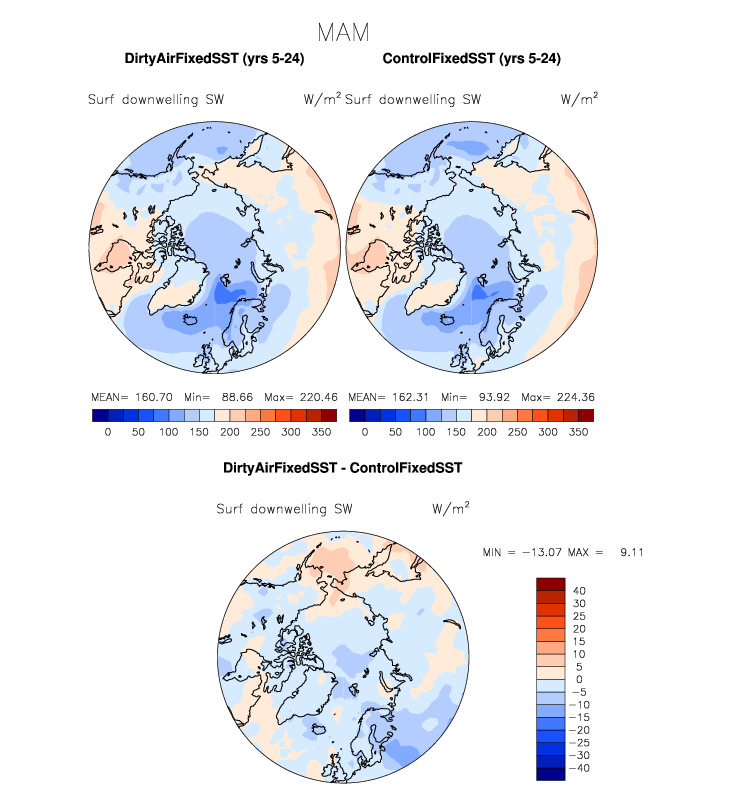 MAM
DirtyAirFixedSST (yrs 5-24) ControlFixedSST (yrs 5-24)
Surf downwelling SW W/m² Surf downwelling SW W/m²
MEAN= 160.70 Min= 88.66 Max= 220.46 MEAN= 162.31 Min= 93.92 Max= 224.36
0 50 100 150 200 250 300 350 0 50 100 150 200 250 300 350
DirtyAirFixedSST - ControlFixedSST
Surf downwelling SW W/m²
MIN = -13.07 MAX = 9.11
40
30
25
20
15
10
5
0
-5
-10
-15
-20
-25
-30
-40